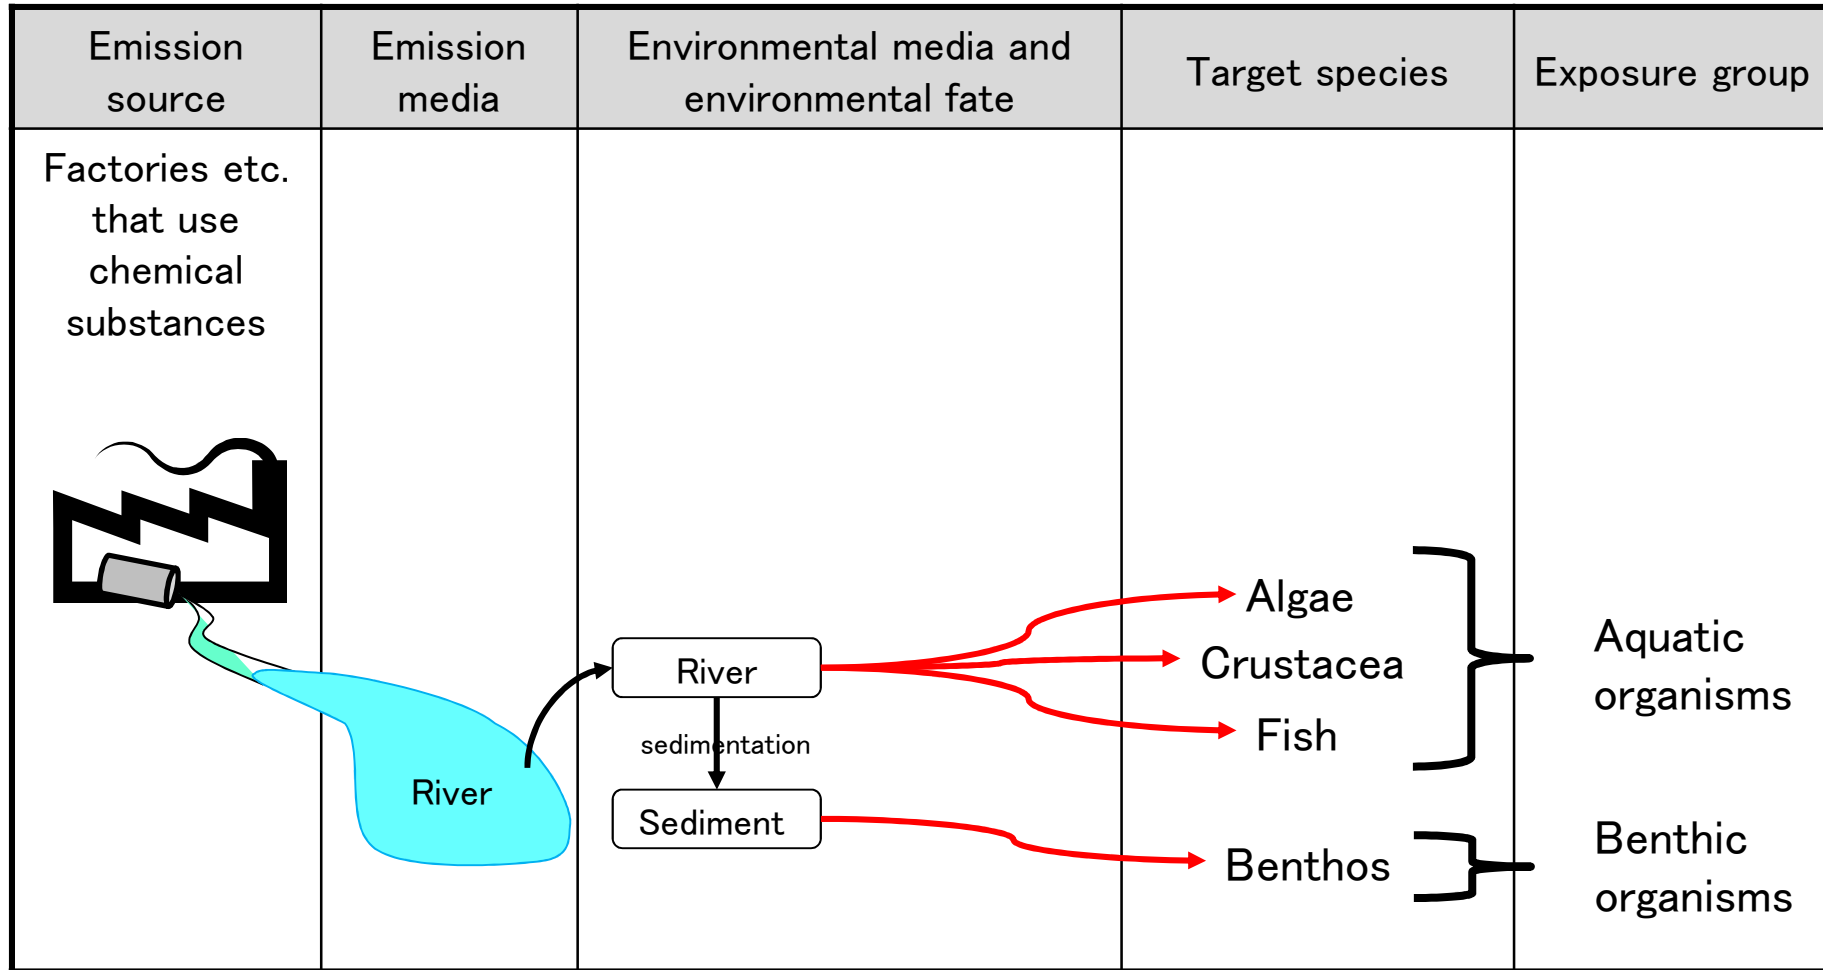 Emission
source
Emission
media
Environmental media and
environmental fate
Target species
Exposure group
Factories etc.
that use
chemical
substances
River
River
sedimentation
Sediment
Algae
Crustacea
Fish
Benthos
Aquatic
organisms
Benthic
organisms